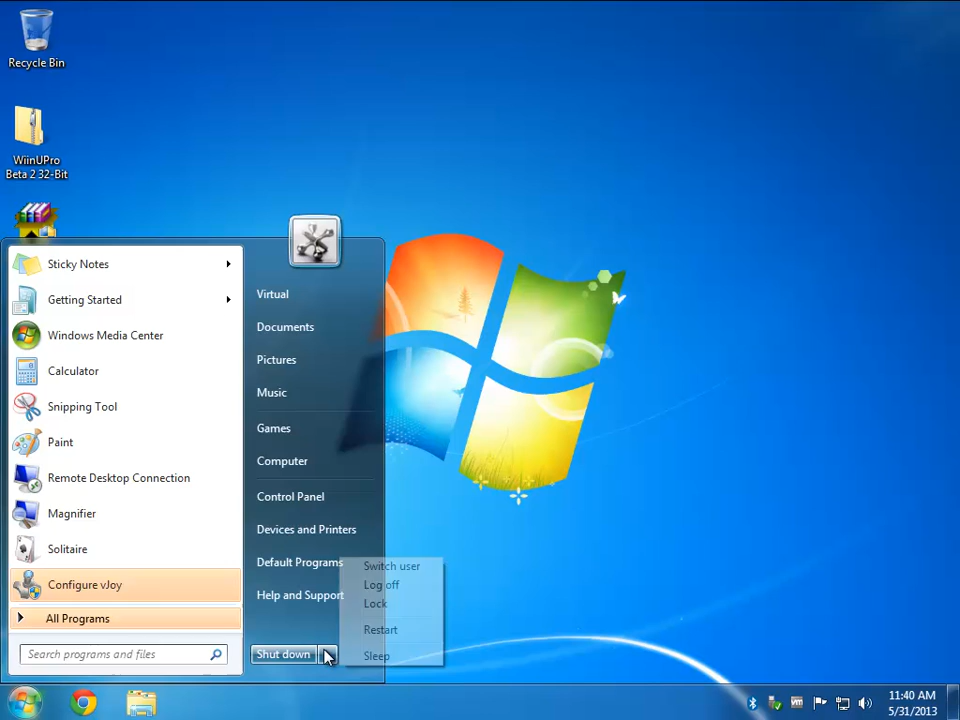 Recycle Bin
WiinUPro
Beta 2 32-Bit
Sticky Notes
Getting Started
Windows Media Center
Calculator
Snipping Tool
Paint
Remote Desktop Connection
Magnifier
Solitaire
Configure vJoy
All Programs
Search programs and files
Virtual
Documents
Pictures
Music
Games
Computer
Control Panel
Devices and Printers
Default Programs
Help and Support
Shut down
Switch user
Log off
Lock
Restart
Sleep
vm
11:40 AM
5/31/2013